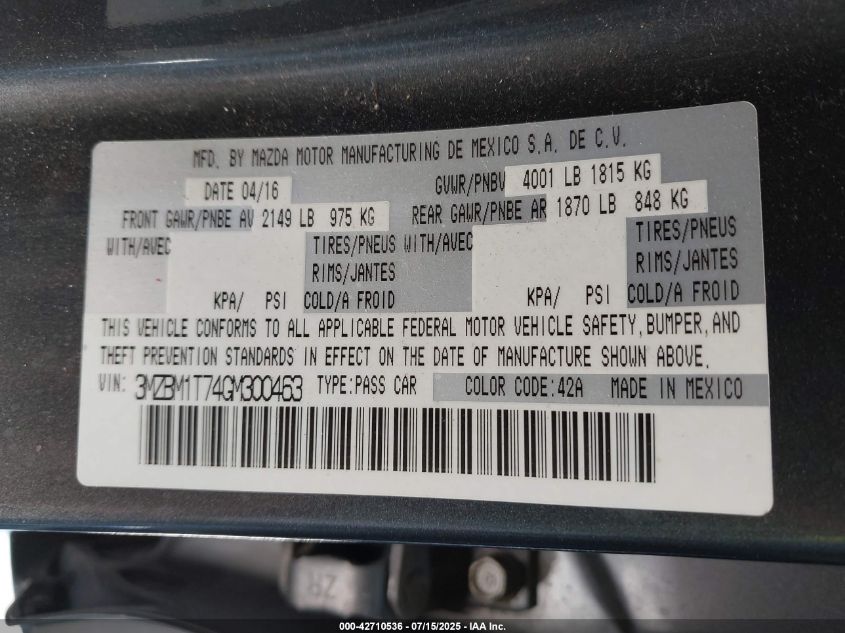 MFD. BY MAZDA MOTOR MANUFACTURING DE MEXICO S.A. DE C.V.
DATE 04/16 GVWR/PNBV 4001 LB 1815 KG
FRONT GAWR/PNBE AV 2149 LB 975 KG REAR GAWR/PNBE AR 1870 LB 848 KG
WITH/AVEC TIRES/PNEUS WITH/AVEC TIRES/PNEUS
RIMS/JANTES RIMS/JANTES
KPA/ PSI COLD/A FROID KPA/ PSI COLD/A FROID
THIS VEHICLE CONFORMS TO ALL APPLICABLE FEDERAL MOTOR VEHICLE SAFETY, BUMPER, AND
THEFT PREVENTION STANDARDS IN EFFECT ON THE DATE OF MANUFACTURE SHOWN ABOVE.
VIN: 3MZBM1T74GM300463 TYPE:PASS CAR COLOR CODE:42A MADE IN MEXICO
ZR
000-42710536 - 07/15/2025 - IAA Inc.